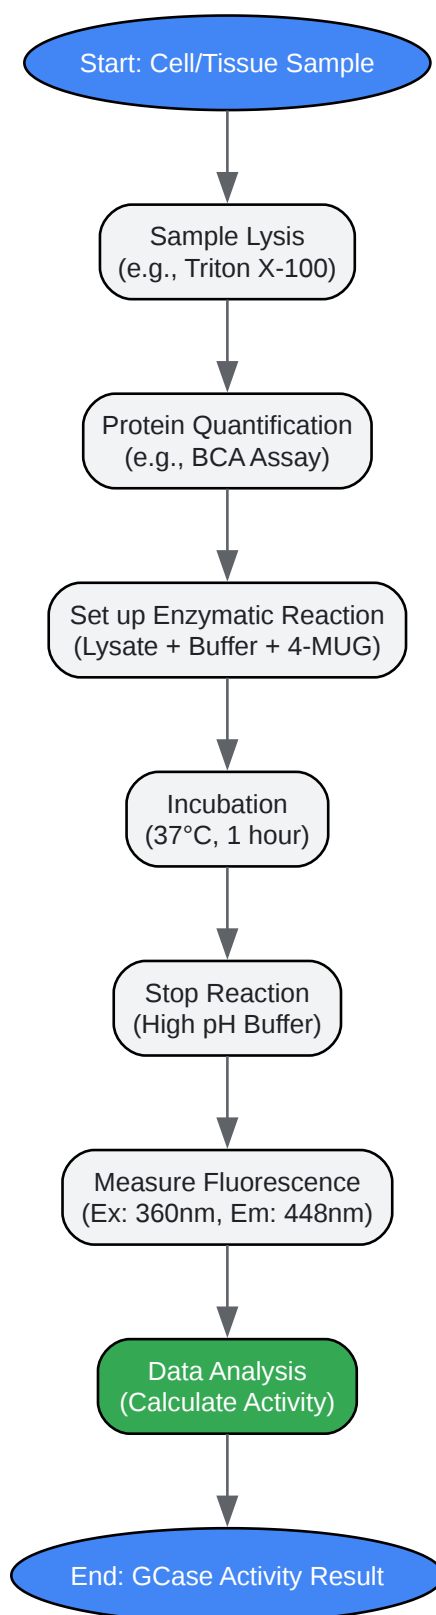 Start: Cell/Tissue Sample
Sample Lysis
(e.g., Triton X-100)
Protein Quantification
(e.g., BCA Assay)
Set up Enzymatic Reaction
(Lysate + Buffer + 4-MUG)
Incubation
(37°C, 1 hour)
Stop Reaction
(High pH Buffer)
Measure Fluorescence
(Ex: 360nm, Em: 448nm)
Data Analysis
(Calculate Activity)
End: GCase Activity Result